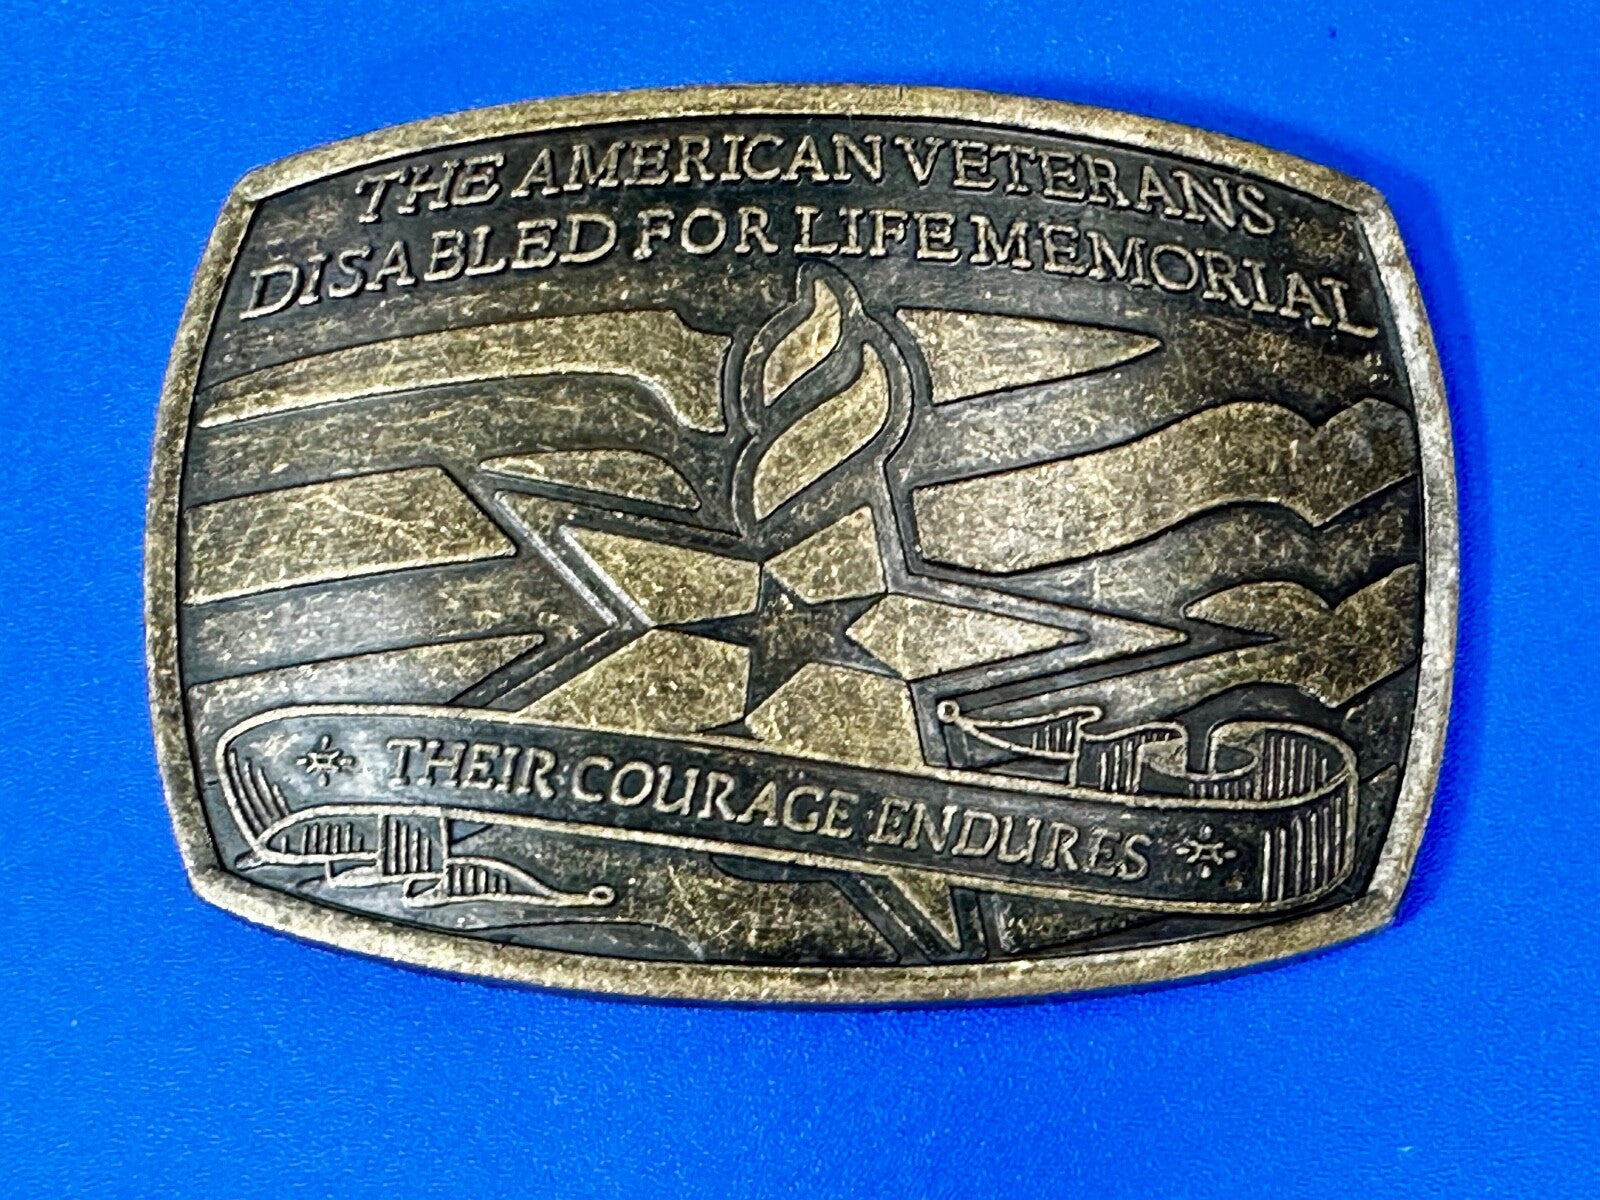 THE AMERICAN VETERANS
DISABLED FOR LIFE MEMORIAL
THEIR COURAGE ENDURES